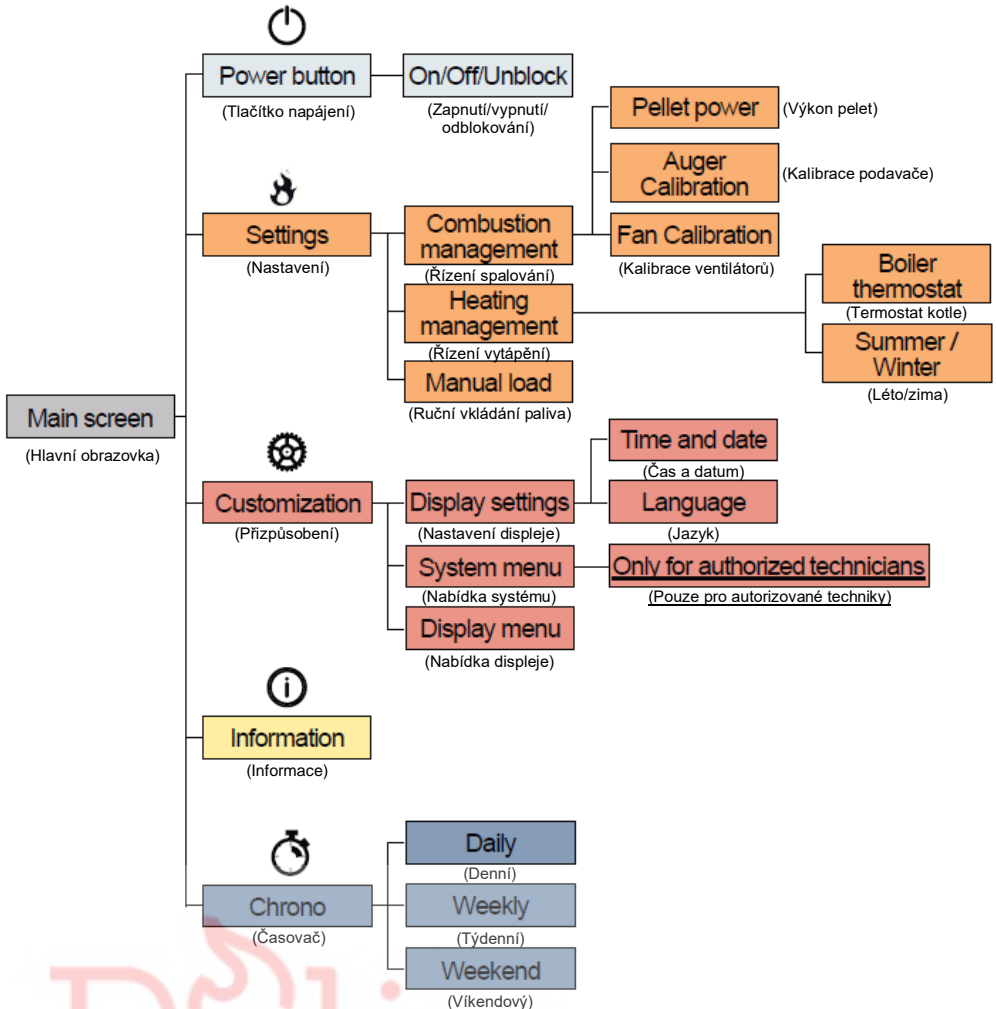 Power button
(Tlačítko napájení)
On/Off/Unblock
(Zapnutí/vypnutí/
odblokování)
Pellet power
(Výkon pelet)
Auger
Calibration
(Kalibrace podavače)
Settings
(Nastavení)
Combustion
management
(Řízení spalování)
Fan Calibration
(Kalibrace ventilátorů)
Heating
management
(Řízení vytápění)
Boiler
thermostat
(Termostat kotle)
Summer /
Winter
(Léto/zima)
Manual load
(Ruční vkládání paliva)
Main screen
(Hlavní obrazovka)
Customization
(Přizpůsobení)
Display settings
(Nastavení displeje)
Time and date
(Čas a datum)
Language
(Jazyk)
System menu
(Nabídka systému)
Only for authorized technicians
(Pouze pro autorizované techniky)
Display menu
(Nabídka displeje)
Information
(Informace)
Chrono
(Časovač)
Daily
(Denní)
Weekly
(Týdenní)
Weekend
(Víkendový)